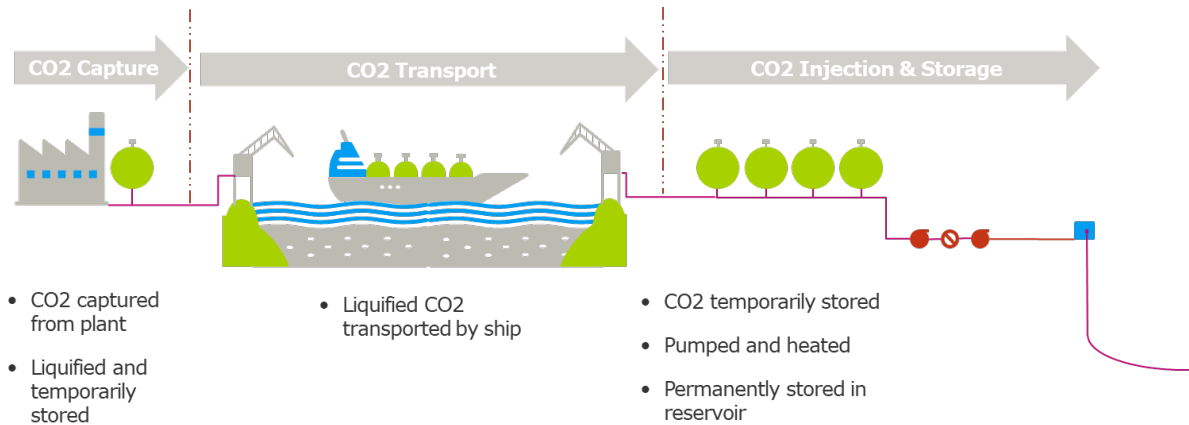 CO2 Capture
CO2 Transport
CO2 Injection & Storage
• CO2 captured
from plant
• Liquified and
temporarily
stored
• Liquified CO2
transported by ship
• CO2 temporarily stored
• Pumped and heated
• Permanently stored in
reservoir